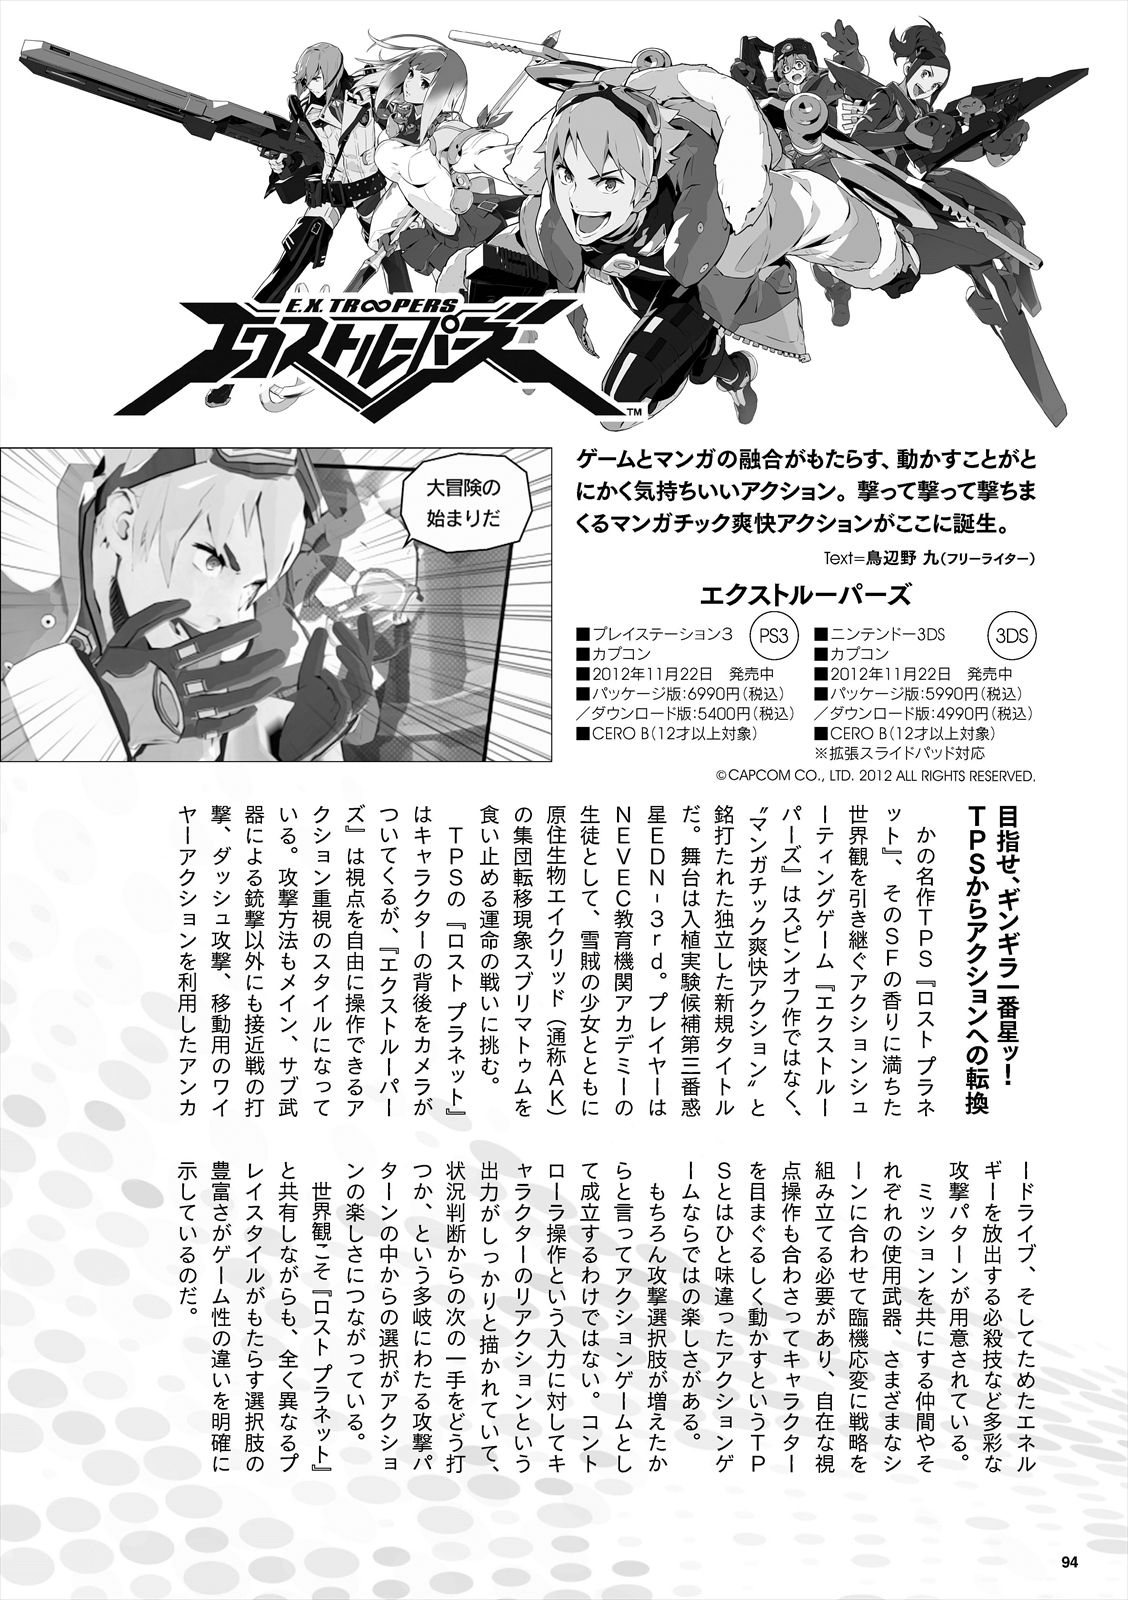 E.X. TROOPERS
エクストルーパーズ
TM
大冒険の
始まりだ
ゲームとマンガの融合がもたらす、動かすことがと
にかく気持ちいいアクション。撃って撃って撃ちま
くるマンガチック爽快アクションがここに誕生。
Text=鳥辺野 九（フリーライター）
エクストルーパーズ
■プレイステーション3 PS3
■カプコン
■2012年11月22日　発売中
■パッケージ版：6990円（税込）
／ダウンロード版：5400円（税込）
■CERO B（12才以上対象）
■ニンテンドー3DS 3DS
■カプコン
■2012年11月22日　発売中
■パッケージ版：5990円（税込）
／ダウンロード版：4990円（税込）
■CERO B（12才以上対象）
※拡張スライドパッド対応
©CAPCOM CO., LTD. 2012 ALL RIGHTS RESERVED.
目指せ、ギンギラ一番星ッ！
TPSからアクションへの転換
　かの名作TPS『ロスト プラネ
ット』、そのSFの香りに満ちた
世界観を引き継ぐアクションシュ
ーティングゲーム『エクストルー
パーズ』はスピンオフ作ではなく、
〝マンガチック爽快アクション〟と
銘打たれた独立した新規タイトル
だ。舞台は入植実験候補第三番惑
星EDN-3rd。プレイヤーは
NEVEC教育機関アカデミーの
生徒として、雪賊の少女とともに
原住生物エイクリッド（通称AK）
の集団転移現象スブリマトゥムを
食い止める運命の戦いに挑む。
　TPSの『ロスト プラネット』
はキャラクターの背後をカメラが
ついてくるが、『エクストルーパー
ズ』は視点を自由に操作できるア
クション重視のスタイルになって
いる。攻撃方法もメイン、サブ武
器による銃撃以外にも接近戦の打
撃、ダッシュ攻撃、移動用のワイ
ヤーアクションを利用したアンカ
ードライブ、そしてためたエネル
ギーを放出する必殺技など多彩な
攻撃パターンが用意されている。
　ミッションを共にする仲間やそ
れぞれの使用武器、さまざまなシ
ーンに合わせて臨機応変に戦略を
組み立てる必要があり、自在な視
点操作も合わさってキャラクター
を目まぐるしく動かすというTP
Sとはひと味違ったアクションゲ
ームならではの楽しさがある。
　もちろん攻撃選択肢が増えたか
らと言ってアクションゲームとし
て成立するわけではない。コント
ローラ操作という入力に対してキ
ャラクターのリアクションという
出力がしっかりと描かれていて、
状況判断からの次の一手をどう打
つか、という多岐にわたる攻撃パ
ターンの中からの選択がアクショ
ンの楽しさにつながっている。
　世界観こそ『ロスト プラネット』
と共有しながらも、全く異なるプ
レイスタイルがもたらす選択肢の
豊富さがゲーム性の違いを明確に
示しているのだ。
94